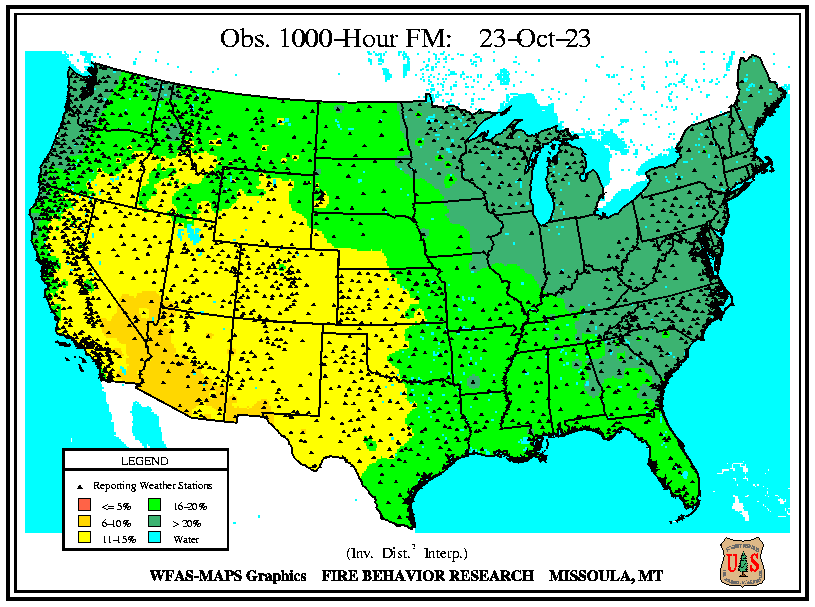 Obs. 1000-Hour FM: 23-Oct-23
LEGEND
Reporting Weather Stations
<= 5%
16-20%
6-10%
> 20%
11-15%
Water
(Inv. Dist.² Interp.)
WFAS-MAPS Graphics FIRE BEHAVIOR RESEARCH MISSOULA, MT
U S